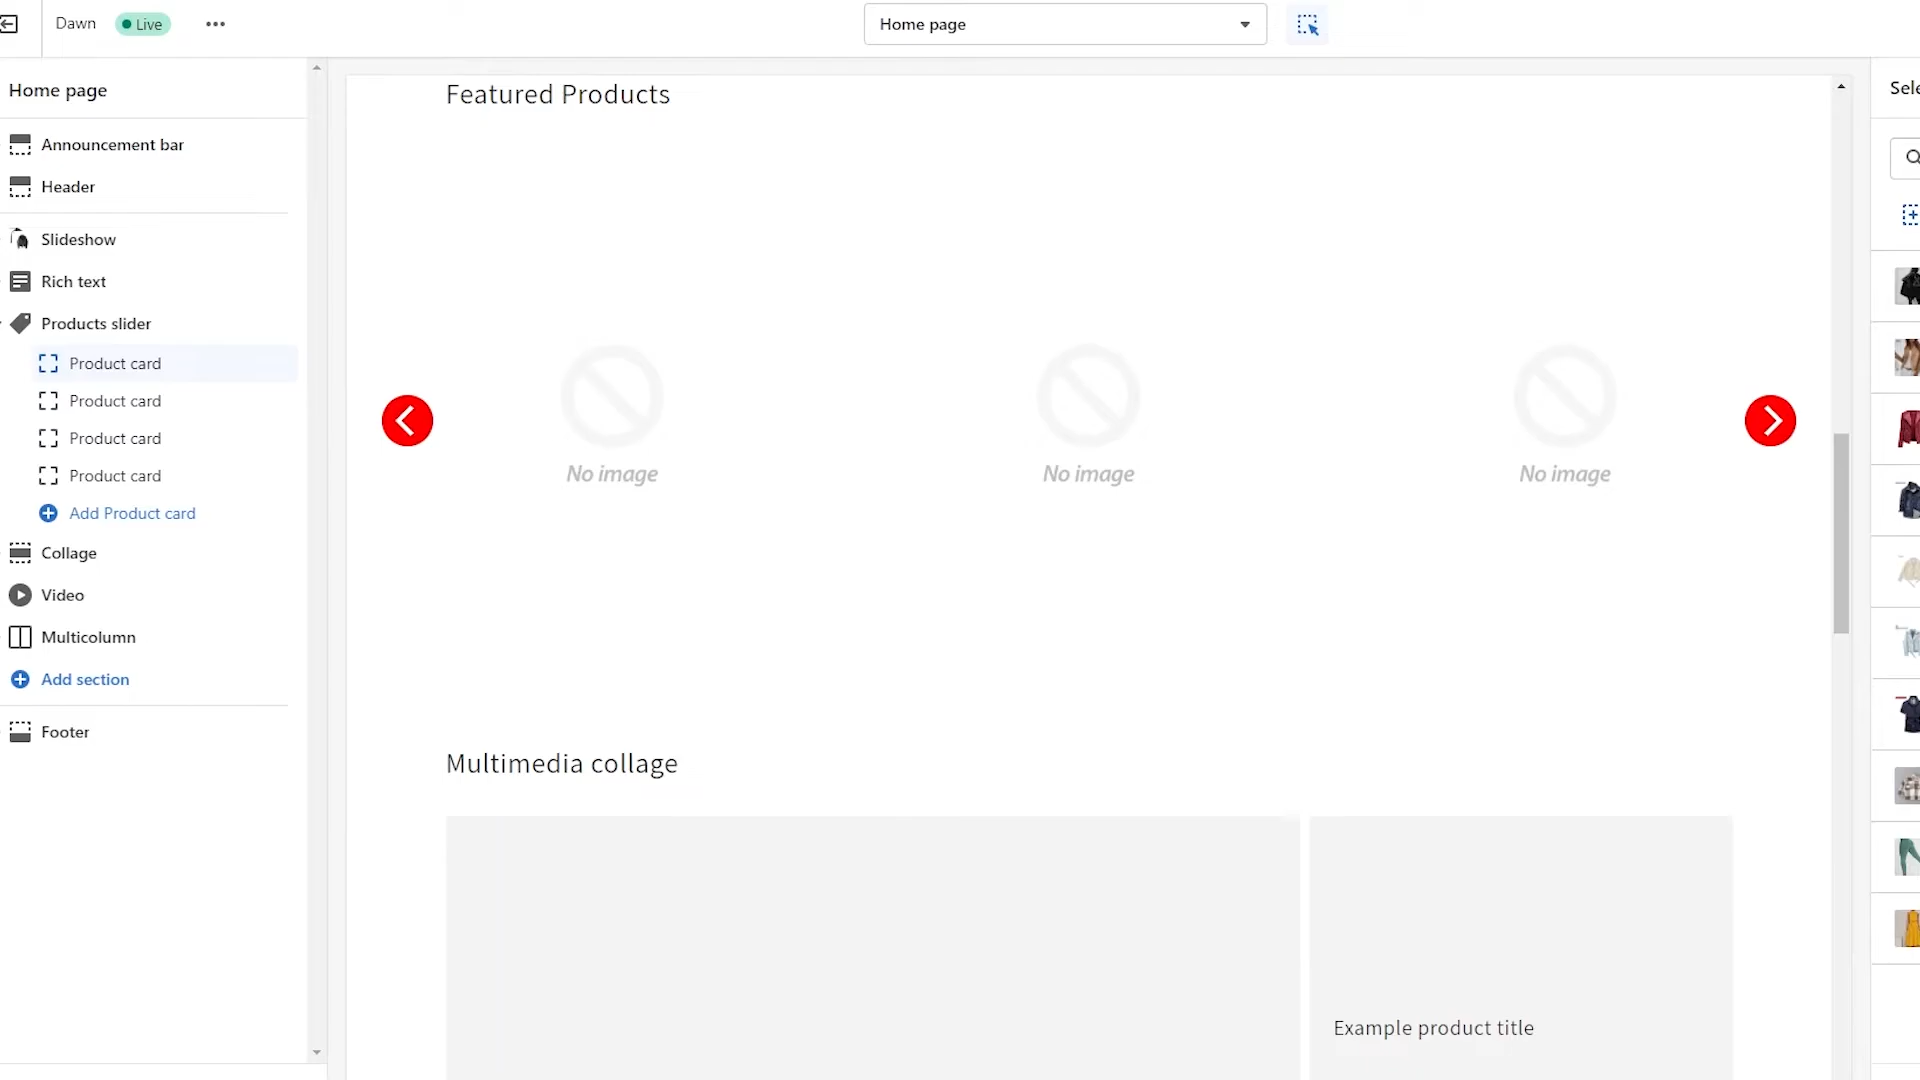 Dawn
Live
Home page
Home page
Announcement bar
Header
Slideshow
Rich text
Products slider
Product card
Product card
Product card
Product card
Add Product card
Collage
Video
Multicolumn
Add section
Footer
Featured Products
No image
No image
No image
Multimedia collage
Example product title
Sele